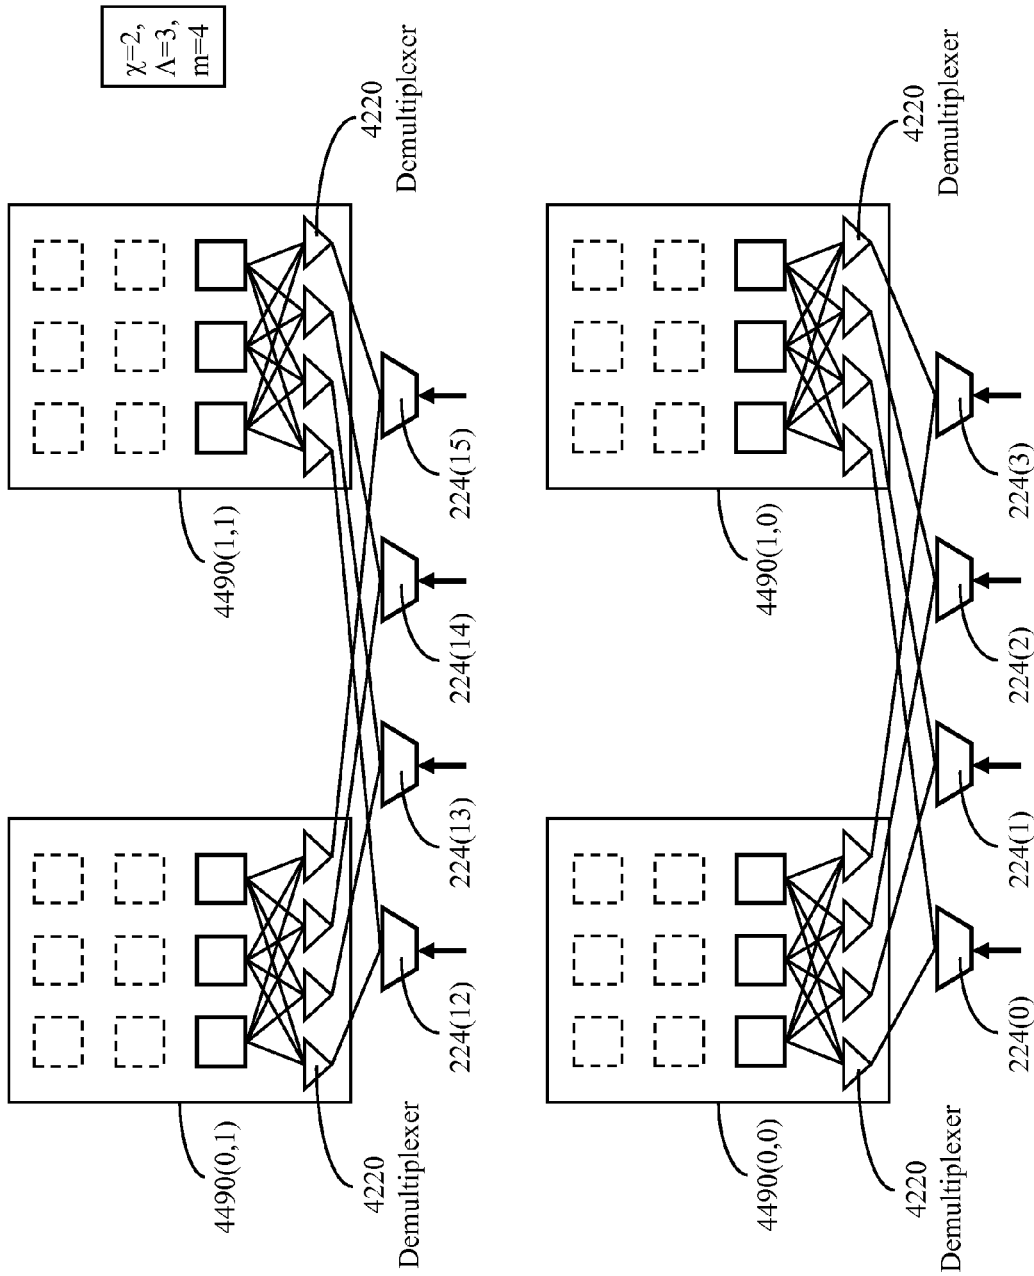 χ=2,
Λ=3,
m=4
4490(0,1)
4490(1,1)
4220
Demultiplexer
4220
Dcmultiplcxcr
224(12)
224(13)
224(14)
224(15)
4490(0,0)
4490(1,0)
4220
Demultiplexer
4220
Demultiplexer
224(0)
224(1)
224(2)
224(3)